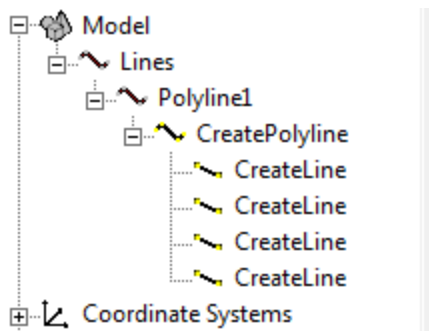 Model
Lines
Polyline1
CreatePolyline
CreateLine
CreateLine
CreateLine
CreateLine
Coordinate Systems